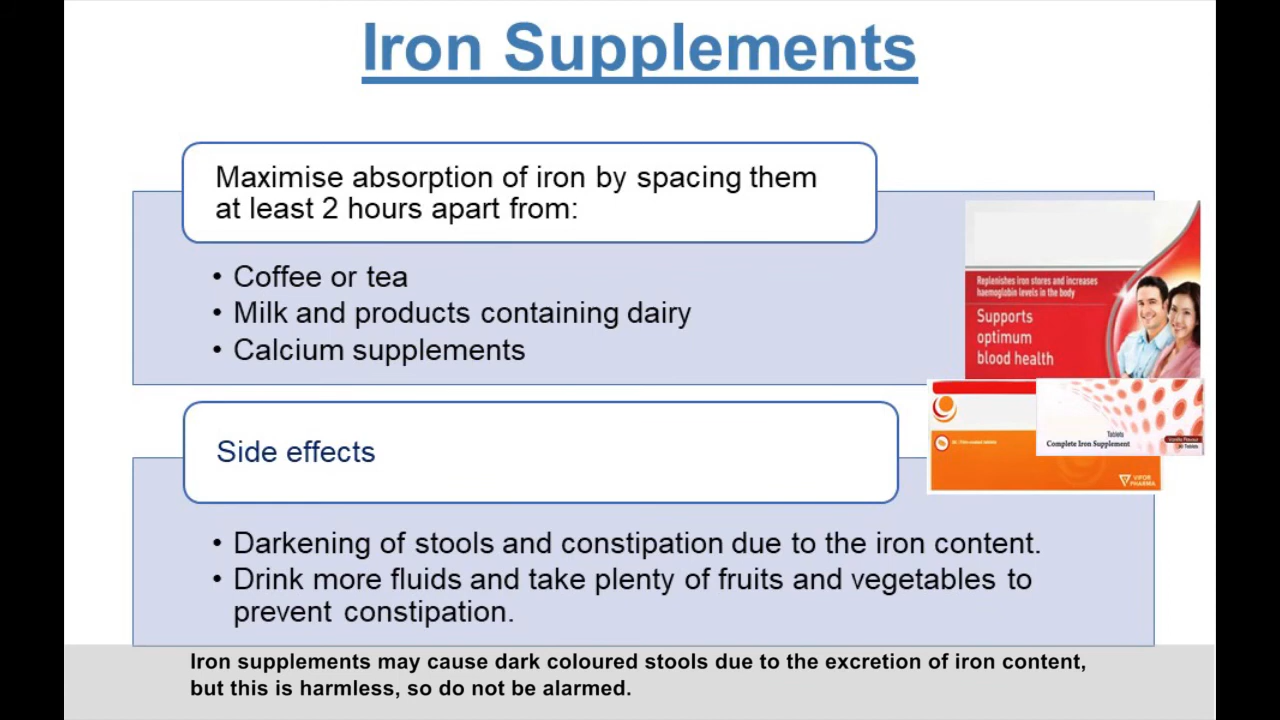 Iron Supplements
Maximise absorption of iron by spacing them
at least 2 hours apart from:
• Coffee or tea
• Milk and products containing dairy
• Calcium supplements
Replenishes iron stores and increases
haemoglobin levels in the body
Supports
optimum
blood health
Tablets
Complete Iron Supplement
Vanilla Flavour
Tablets
VIFOR
PHARMA
Side effects
• Darkening of stools and constipation due to the iron content.
• Drink more fluids and take plenty of fruits and vegetables to
prevent constipation.
Iron supplements may cause dark coloured stools due to the excretion of iron content,
but this is harmless, so do not be alarmed.